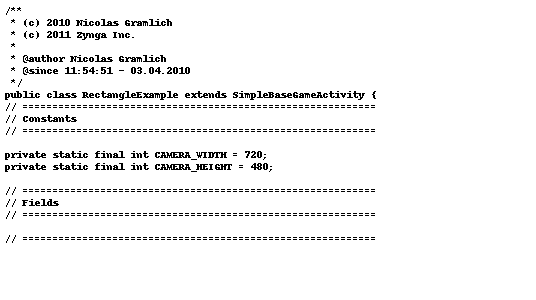 /**
 * (c) 2010 Nicolas Gramlich
 * (c) 2011 Zynga Inc.
 *
 * @author Nicolas Gramlich
 * @since 11:54:51 - 03.04.2010
 */
public class RectangleExample extends SimpleBaseGameActivity {
// ===========================================================
// Constants
// ===========================================================

private static final int CAMERA_WIDTH = 720;
private static final int CAMERA_HEIGHT = 480;

// ===========================================================
// Fields
// ===========================================================

// ===========================================================